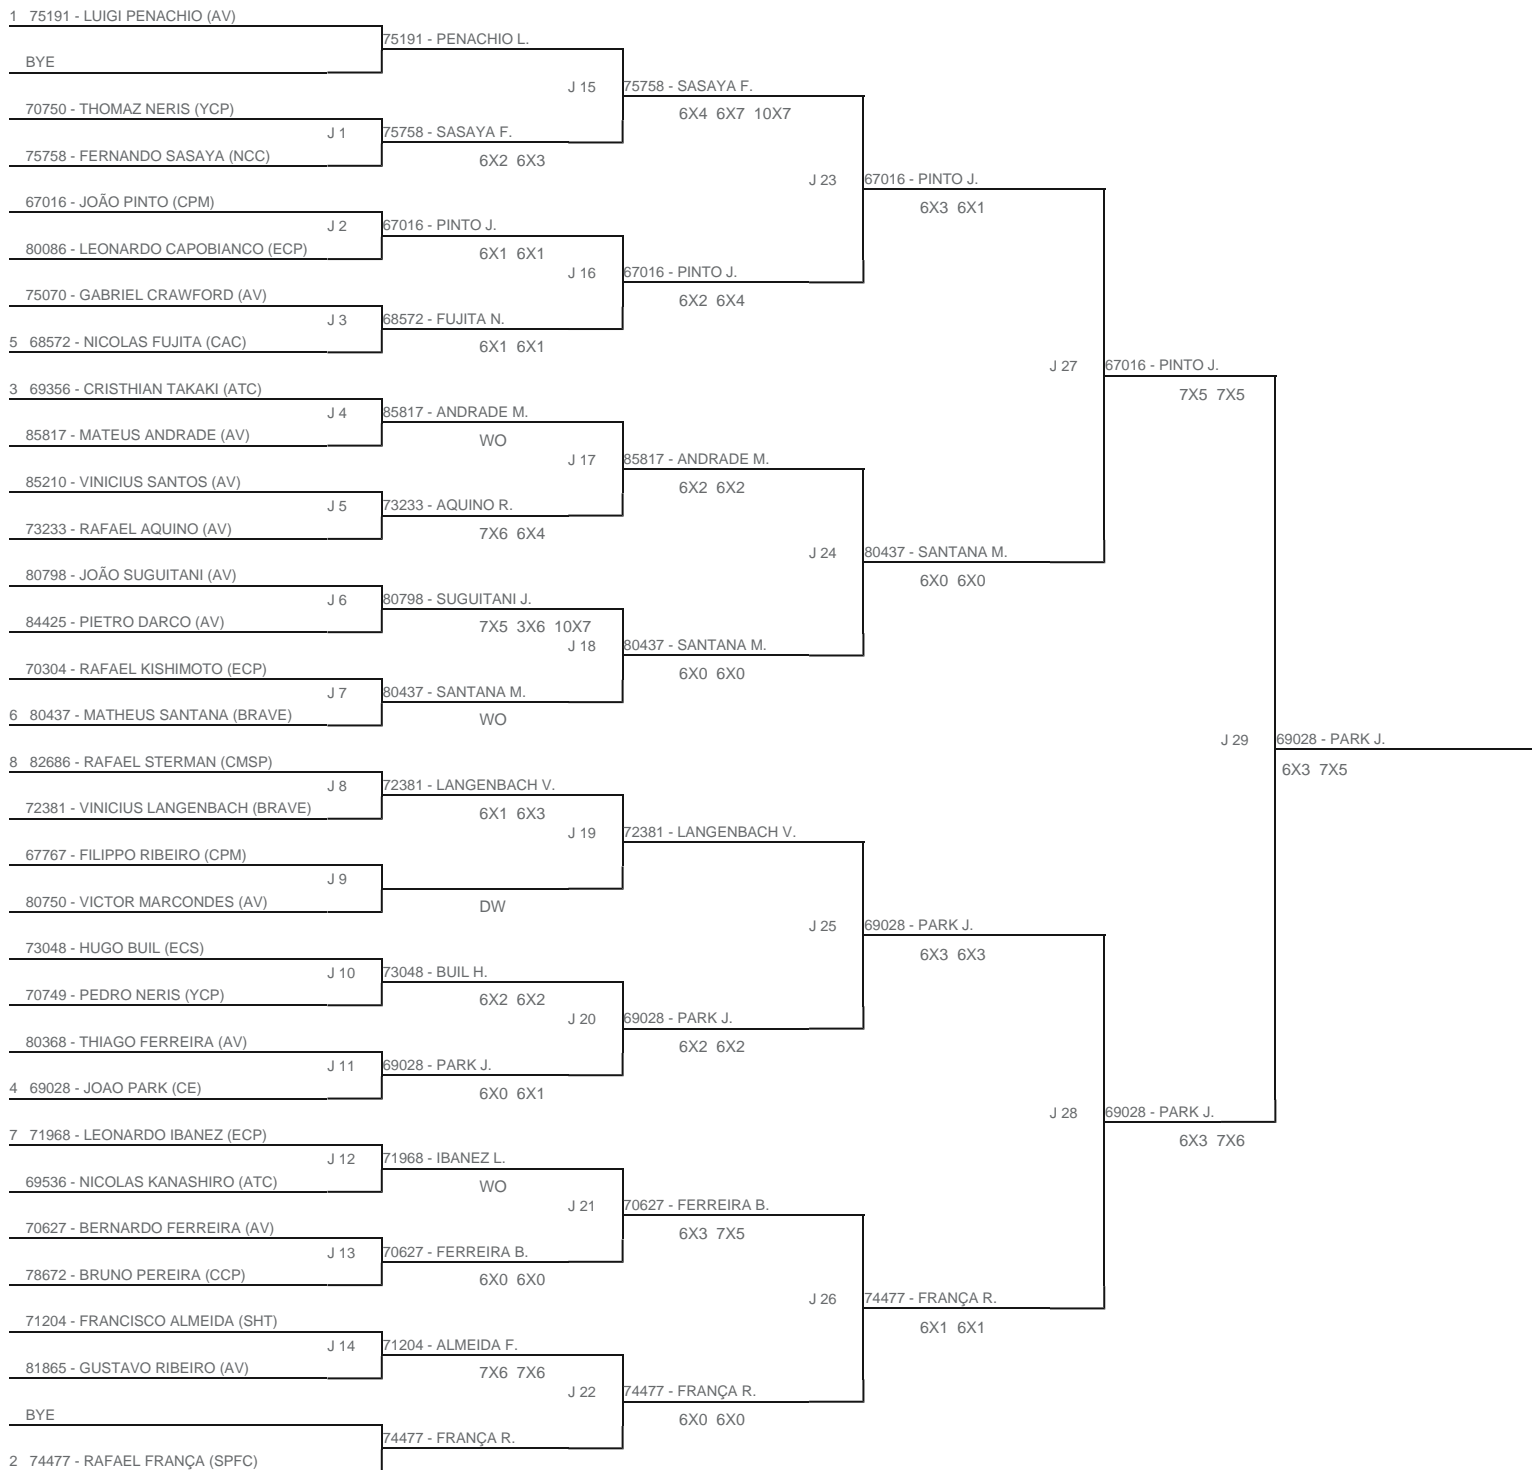 1 75191 - LUIGI PENACHIO (AV)
75191 - PENACHIO L.
BYE
J 15
75758 - SASAYA F.
6X4 6X7 10X7
70750 - THOMAZ NERIS (YCP)
J 1
75758 - SASAYA F.
75758 - FERNANDO SASAYA (NCC)
6X2 6X3
J 23
67016 - PINTO J.
6X3 6X1
67016 - JOÃO PINTO (CPM)
J 2
67016 - PINTO J.
80086 - LEONARDO CAPOBIANCO (ECP)
6X1 6X1
J 16
67016 - PINTO J.
6X2 6X4
75070 - GABRIEL CRAWFORD (AV)
J 3
68572 - FUJITA N.
5 68572 - NICOLAS FUJITA (CAC)
6X1 6X1
J 27
67016 - PINTO J.
7X5 7X5
3 69356 - CRISTHIAN TAKAKI (ATC)
J 4
85817 - ANDRADE M.
85817 - MATEUS ANDRADE (AV)
WO
J 17
85817 - ANDRADE M.
6X2 6X2
85210 - VINICIUS SANTOS (AV)
J 5
73233 - AQUINO R.
73233 - RAFAEL AQUINO (AV)
7X6 6X4
J 24
80437 - SANTANA M.
6X0 6X0
80798 - JOÃO SUGUITANI (AV)
J 6
80798 - SUGUITANI J.
84425 - PIETRO DARCO (AV)
7X5 3X6 10X7
J 18
80437 - SANTANA M.
6X0 6X0
70304 - RAFAEL KISHIMOTO (ECP)
J 7
80437 - SANTANA M.
6 80437 - MATHEUS SANTANA (BRAVE)
WO
J 29
69028 - PARK J.
6X3 7X5
8 82686 - RAFAEL STERMAN (CMSP)
J 8
72381 - LANGENBACH V.
72381 - VINICIUS LANGENBACH (BRAVE)
6X1 6X3
J 19
72381 - LANGENBACH V.
67767 - FILIPPO RIBEIRO (CPM)
J 9
80750 - VICTOR MARCONDES (AV)
DW
J 25
69028 - PARK J.
6X3 6X3
73048 - HUGO BUIL (ECS)
J 10
73048 - BUIL H.
70749 - PEDRO NERIS (YCP)
6X2 6X2
J 20
69028 - PARK J.
6X2 6X2
80368 - THIAGO FERREIRA (AV)
J 11
69028 - PARK J.
4 69028 - JOAO PARK (CE)
6X0 6X1
J 28
69028 - PARK J.
6X3 7X6
7 71968 - LEONARDO IBANEZ (ECP)
J 12
71968 - IBANEZ L.
69536 - NICOLAS KANASHIRO (ATC)
WO
J 21
70627 - FERREIRA B.
6X3 7X5
70627 - BERNARDO FERREIRA (AV)
J 13
70627 - FERREIRA B.
78672 - BRUNO PEREIRA (CCP)
6X0 6X0
J 26
74477 - FRANÇA R.
6X1 6X1
71204 - FRANCISCO ALMEIDA (SHT)
J 14
71204 - ALMEIDA F.
81865 - GUSTAVO RIBEIRO (AV)
7X6 7X6
J 22
74477 - FRANÇA R.
6X0 6X0
BYE
74477 - FRANÇA R.
2 74477 - RAFAEL FRANÇA (SPFC)